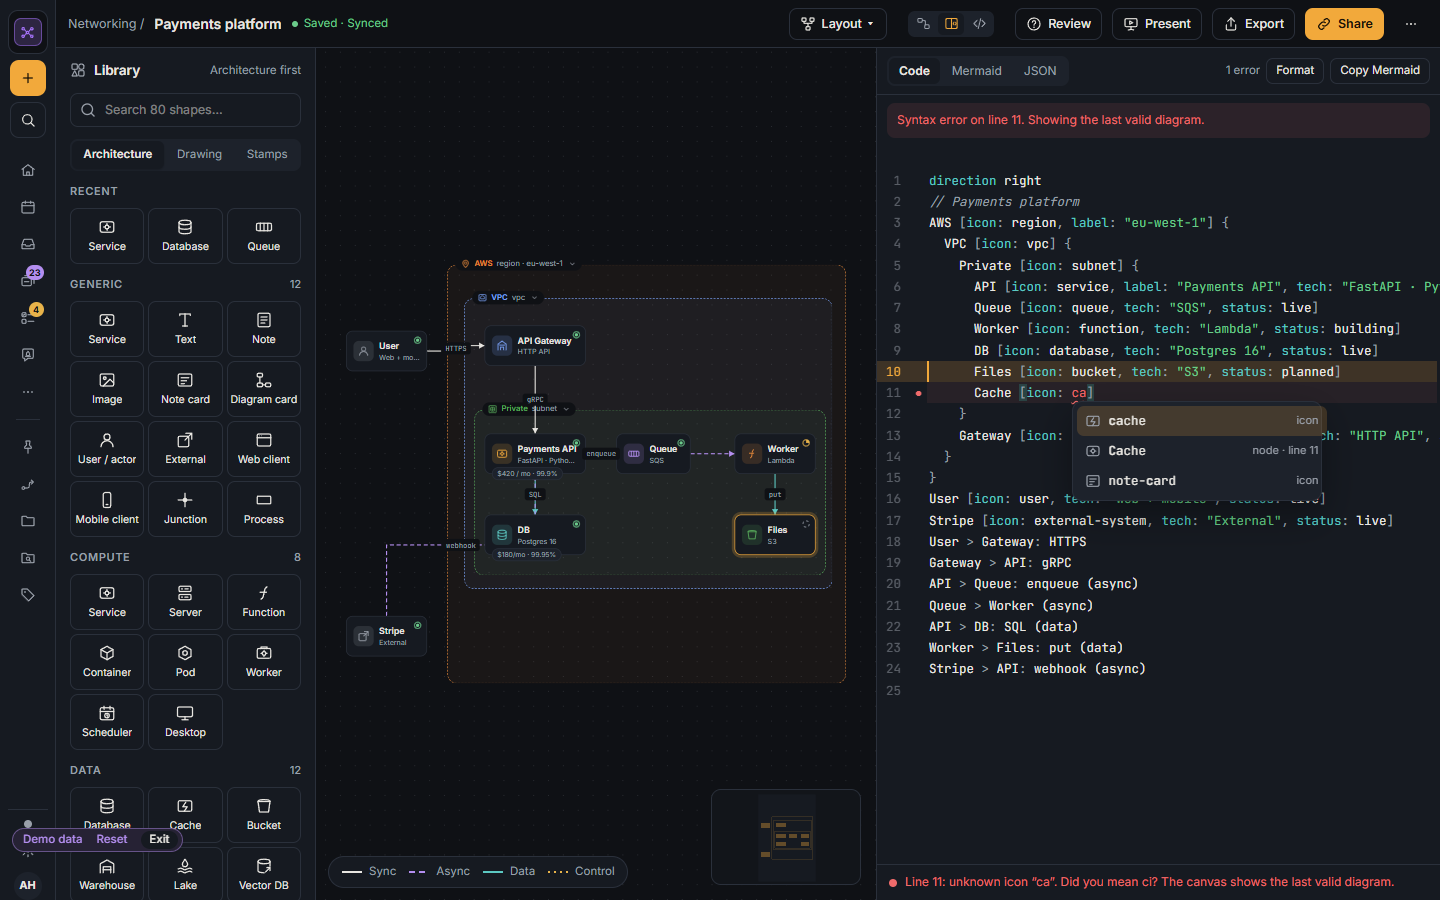 Networking / Payments platform Saved · Synced
Layout
Review
Present
Export
Share
Library
Architecture first
Search 80 shapes...
Architecture Drawing Stamps
RECENT
Service Database Queue
GENERIC 12
Service Text Note
Image Note card Diagram card
User / actor External Web client
Mobile client Junction Process
COMPUTE 8
Service Server Function
Container Pod Worker
Scheduler Desktop
DATA 12
Database Cache Bucket
Warehouse Lake Vector DB
23
4
Demo data Reset Exit
AH
AWS region · eu-west-1
VPC vpc
User
Web + mo...
HTTPS
API Gateway
HTTP API
gRPC
Private subnet
Payments API
FastAPI · Pytho...
$420 / mo · 99.9%
enqueue
Queue
SQS
Worker
Lambda
SQL
put
DB
Postgres 16
$180/mo · 99.95%
Files
S3
webhook
Stripe
External
Sync Async Data Control
Code Mermaid JSON
1 error
Format
Copy Mermaid
Syntax error on line 11. Showing the last valid diagram.
1 direction right
2 // Payments platform
3 AWS [icon: region, label: "eu-west-1"] {
4 VPC [icon: vpc] {
5 Private [icon: subnet] {
6 API [icon: service, label: "Payments API", tech: "FastAPI · Py
7 Queue [icon: queue, tech: "SQS", status: live]
8 Worker [icon: function, tech: "Lambda", status: building]
9 DB [icon: database, tech: "Postgres 16", status: live]
10 Files [icon: bucket, tech: "S3", status: planned]
11 Cache [icon: ca]
12 }
13 Gateway [icon: ch: "HTTP API",
14 }
15 }
16 User [icon: user, live]
17 Stripe [icon: external-system, tech: "External", status: live]
18 User > Gateway: HTTPS
19 Gateway > API: gRPC
20 API > Queue: enqueue (async)
21 Queue > Worker (async)
22 API > DB: SQL (data)
23 Worker > Files: put (data)
24 Stripe > API: webhook (async)
25
cache icon
Cache node · line 11
note-card icon
Line 11: unknown icon “ca”. Did you mean ci? The canvas shows the last valid diagram.